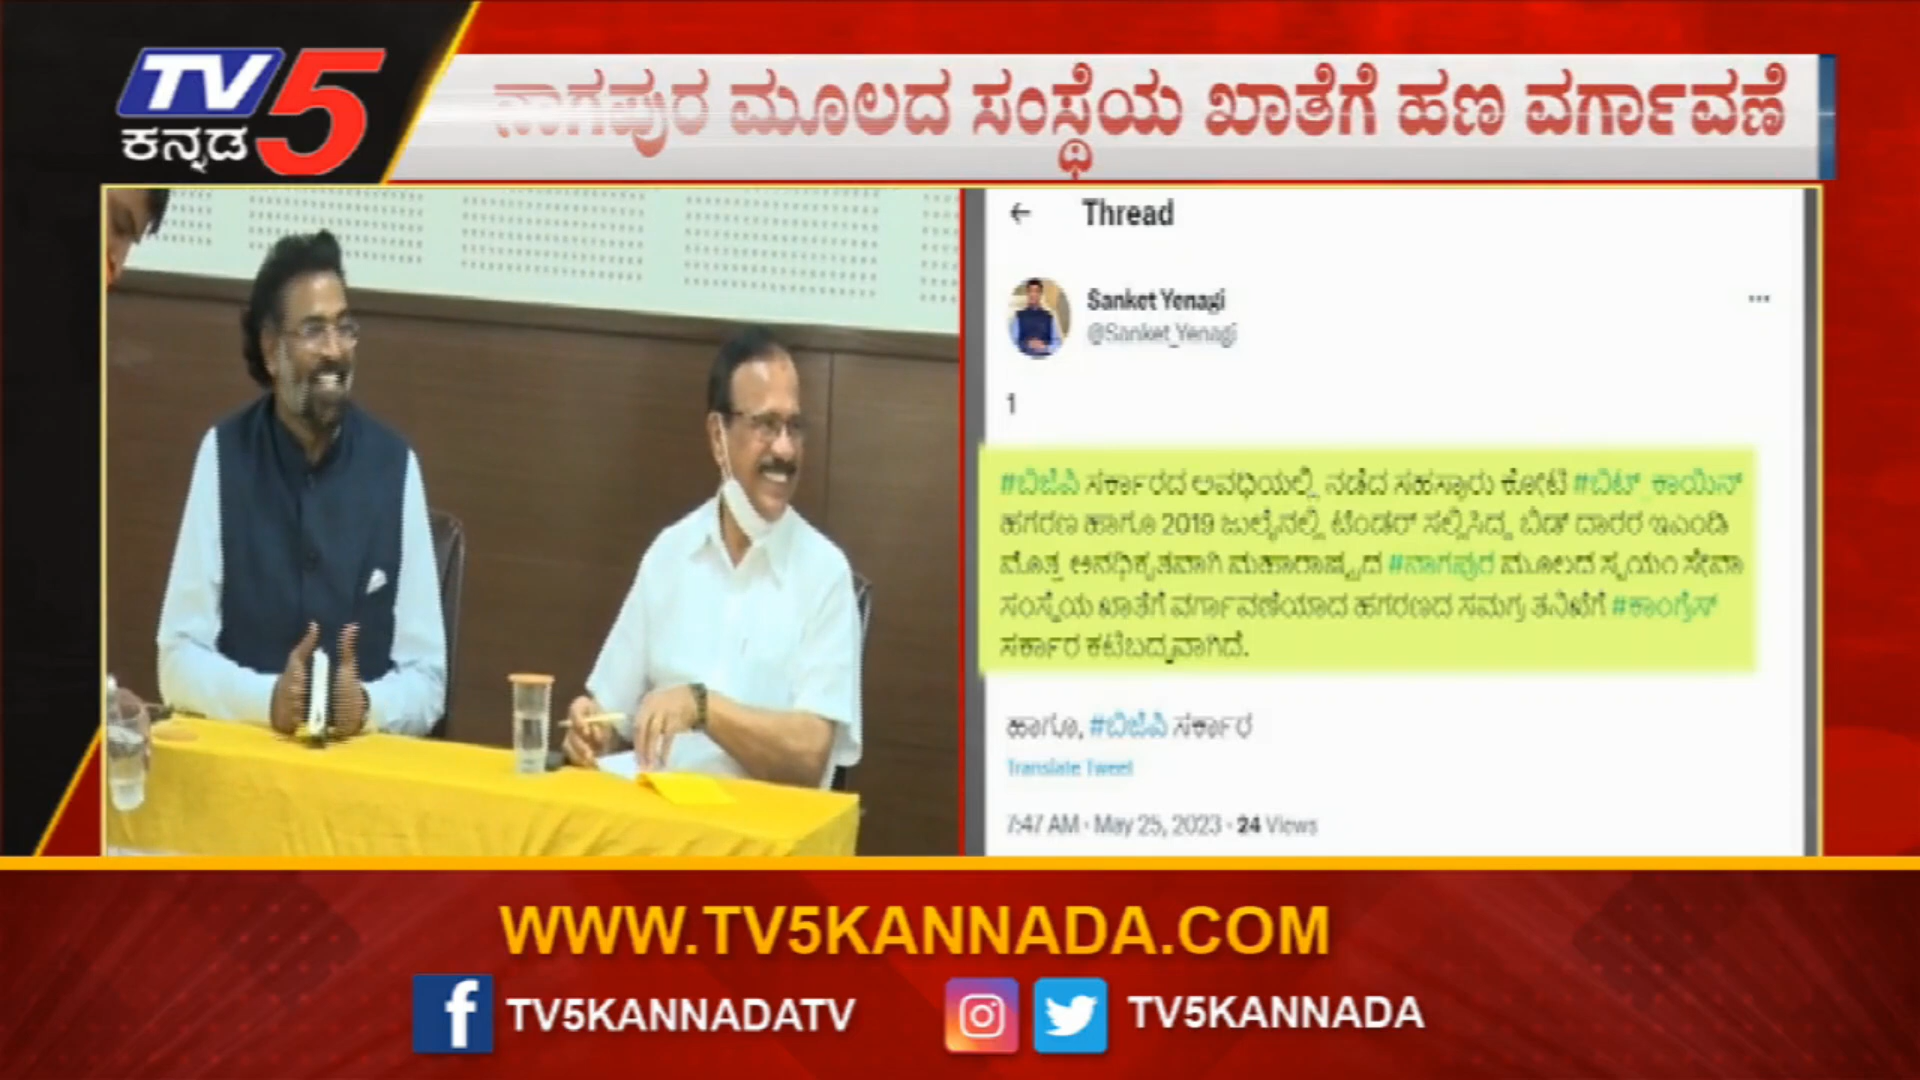 TV5
ಕನ್ನಡ
ನಾಗಪುರ ಮೂಲದ ಸಂಸ್ಥೆಯ ಖಾತೆಗೆ ಹಣ ವರ್ಗಾವಣೆ
Thread
Sanket Yenagi
@Sanket_Yenagi
1
#ಬಿಜೆಪಿ ಸರ್ಕಾರದ ಅವಧಿಯಲ್ಲಿ ನಡೆದ ಸಹಸ್ರಾರು ಕೋಟಿ #ಬಿಟ್_ಕಾಯಿನ್
ಹಗರಣ ಹಾಗೂ 2019 ಜುಲೈನಲ್ಲಿ ಟೆಂಡರ್ ಸಲ್ಲಿಸಿದ್ದ ಬಿಡ್ ದಾರರ ಇಎಂಡಿ
ಮೊತ್ತ ಅನಧಿಕೃತವಾಗಿ ಮಹಾರಾಷ್ಟ್ರದ #ನಾಗಪುರ ಮೂಲದ ಸ್ವಯಂ ಸೇವಾ
ಸಂಸ್ಥೆಯ ಖಾತೆಗೆ ವರ್ಗಾವಣೆಯಾದ ಹಗರಣದ ಸಮಗ್ರ ತನಿಖೆಗೆ #ಕಾಂಗ್ರೆಸ್
ಸರ್ಕಾರ ಕಟಿಬದ್ಧವಾಗಿದೆ.
ಹಾಗೂ, #ಬಿಜೆಪಿ ಸರ್ಕಾರ
Translate Tweet
7:47 AM · May 25, 2023 · 24 Views
WWW.TV5KANNADA.COM
TV5KANNADATV
TV5KANNADA